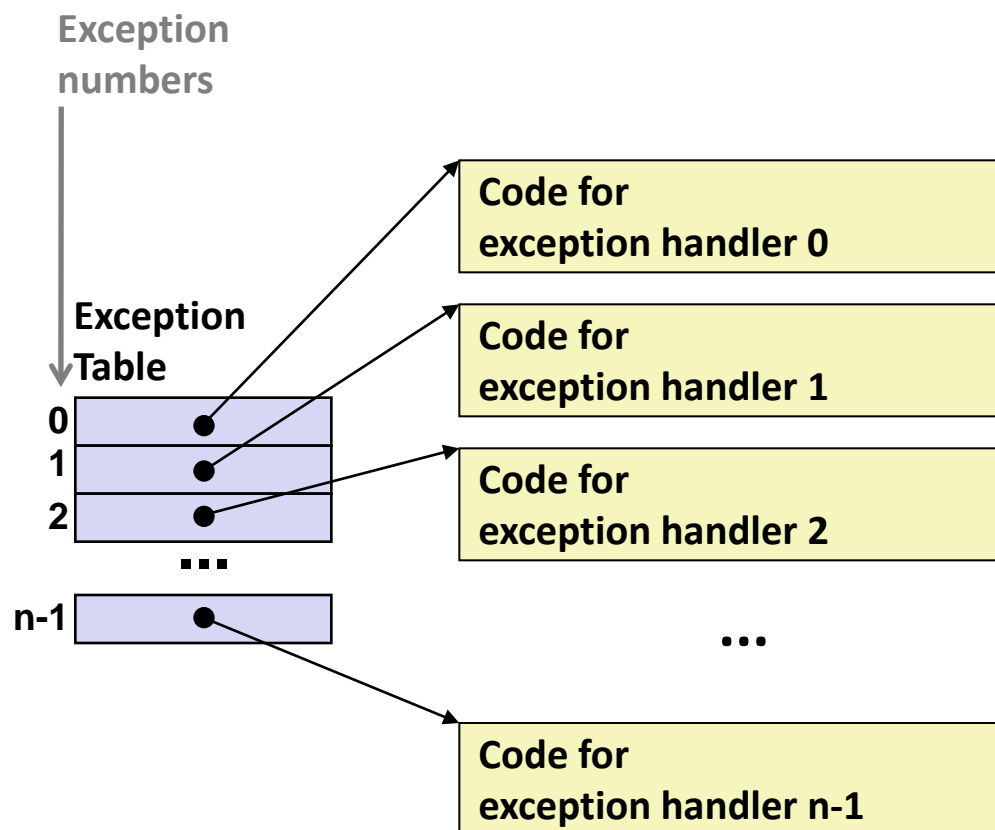 Exception
numbers
Code for
exception handler 0
Exception
Table
Code for
exception handler 1
0
1
2
...
Code for
exception handler 2
n-1
...
Code for
exception handler n-1